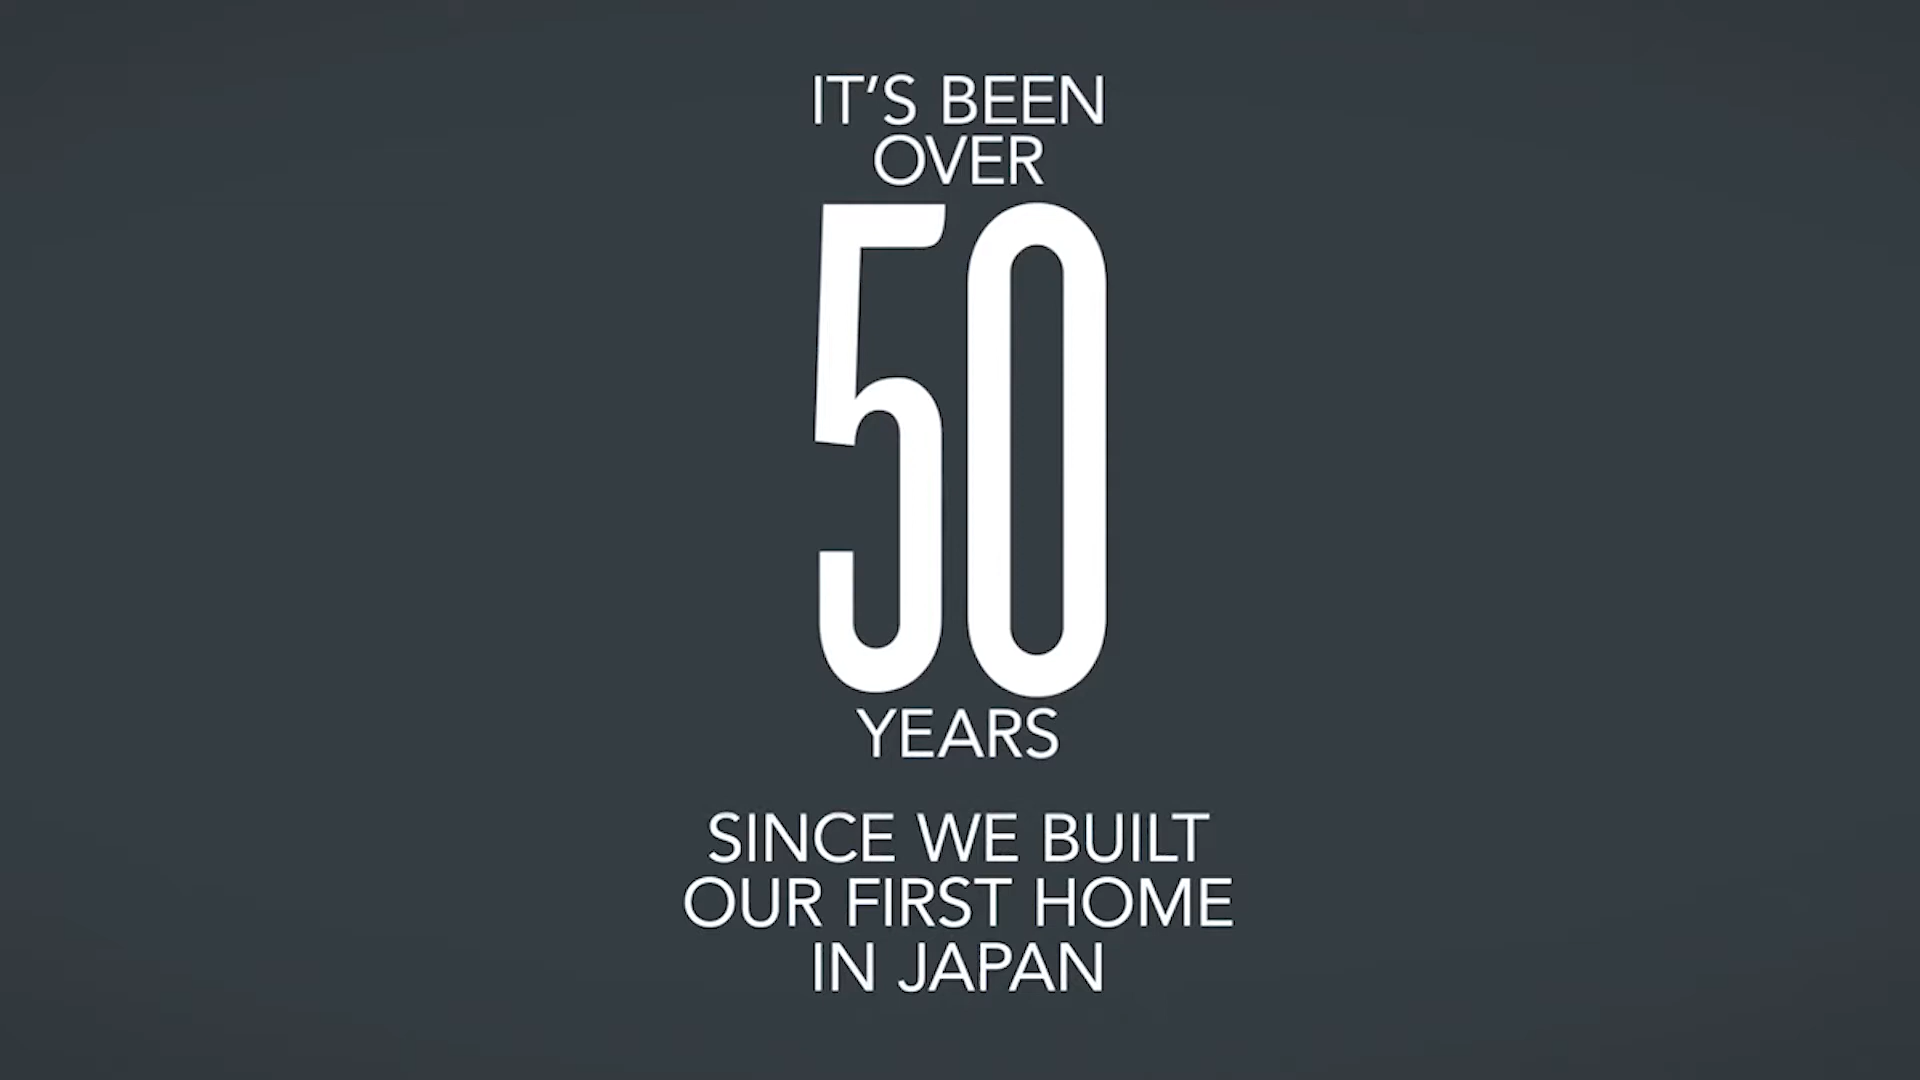 IT'S BEEN
OVER
50
YEARS
SINCE WE BUILT
OUR FIRST HOME
IN JAPAN